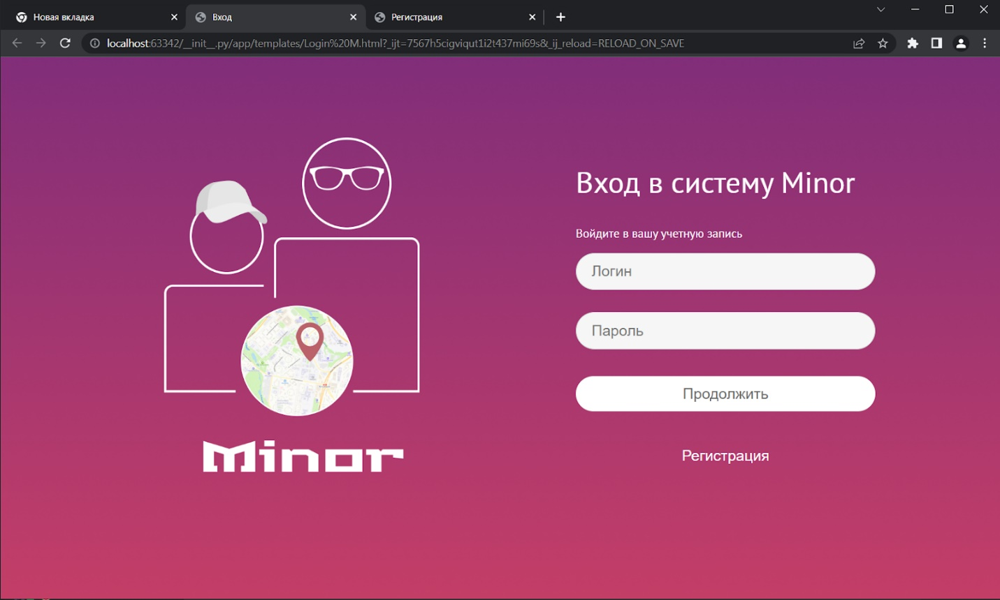 Новая вкладка
Вход
Регистрация
localhost:63342/__init__.py/app/templates/Login%20M.html?_ijt=7567h5cigviqut1i2t437mi69s&_ij_reload=RELOAD_ON_SAVE
Вход в систему Minor
Войдите в вашу учетную запись
Логин
Пароль
Продолжить
Регистрация
Minor